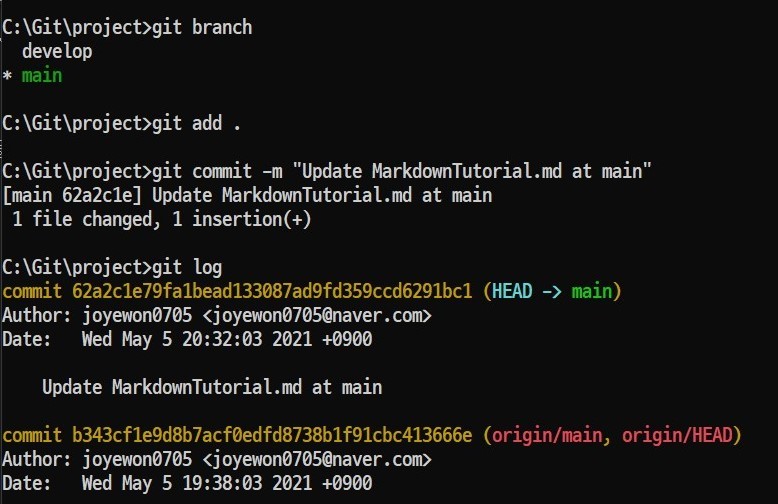 C:\Git\project>git branch
  develop
* main
C:\Git\project>git add .
C:\Git\project>git commit -m "Update MarkdownTutorial.md at main"
[main 62a2c1e] Update MarkdownTutorial.md at main
 1 file changed, 1 insertion(+)
C:\Git\project>git log
commit 62a2c1e79fa1bead133087ad9fd359ccd6291bc1 (HEAD -> main)
Author: joyewon0705 <joyewon0705@naver.com>
Date:   Wed May 5 20:32:03 2021 +0900
    Update MarkdownTutorial.md at main
commit b343cf1e9d8b7acf0edfd8738b1f91cbc413666e (origin/main, origin/HEAD)
Author: joyewon0705 <joyewon0705@naver.com>
Date:   Wed May 5 19:38:03 2021 +0900